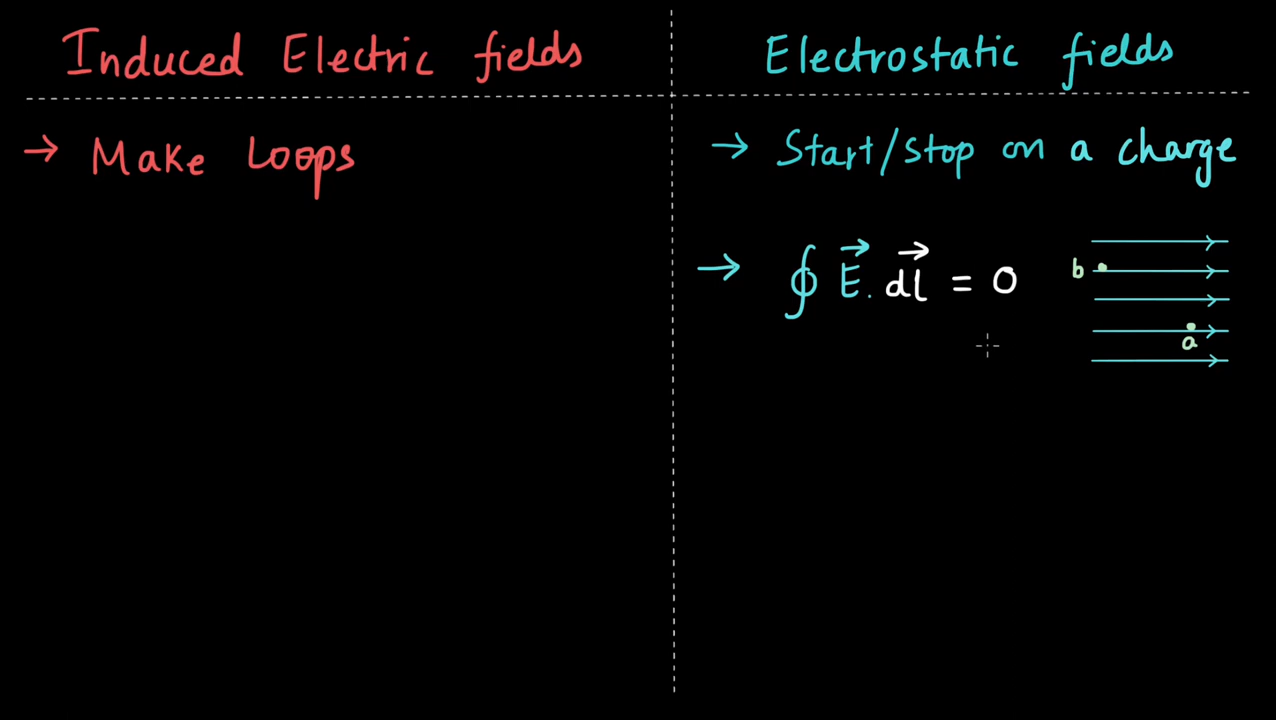 Induced Electric fields
Electrostatic fields
→ Make Loops
→ Start/stop on a charge
→ ∮ E⃗ . dl⃗ = 0
b
a